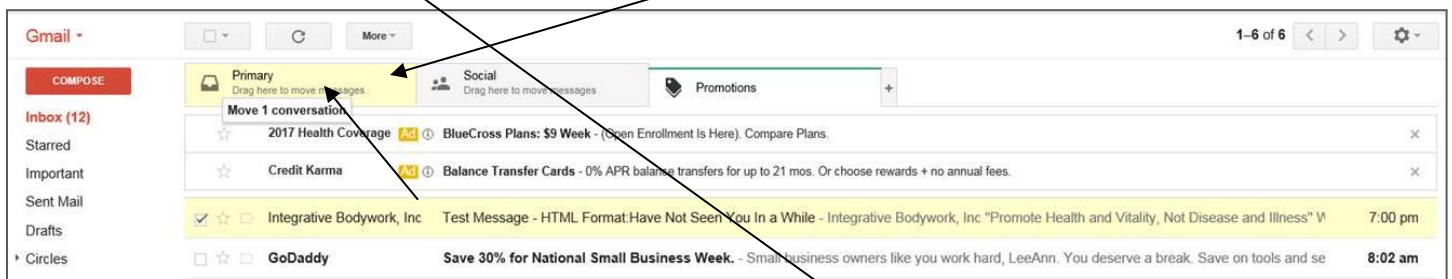 Gmail
More
1–6 of 6
COMPOSE
Primary
Drag here to move messages
Social
Drag here to move messages
Promotions
+
Move 1 conversation
Inbox (12)
Starred
Important
Sent Mail
Drafts
Circles
2017 Health Coverage Ad BlueCross Plans: $9 Week - (Open Enrollment Is Here). Compare Plans.
Credit Karma Ad Balance Transfer Cards - 0% APR balance transfers for up to 21 mos. Or choose rewards + no annual fees.
Integrative Bodywork, Inc Test Message - HTML Format:Have Not Seen You In a While - Integrative Bodywork, Inc "Promote Health and Vitality, Not Disease and Illness" 7:00 pm
GoDaddy Save 30% for National Small Business Week. - Small business owners like you work hard, LeeAnn. You deserve a break. Save on tools and se 8:02 am